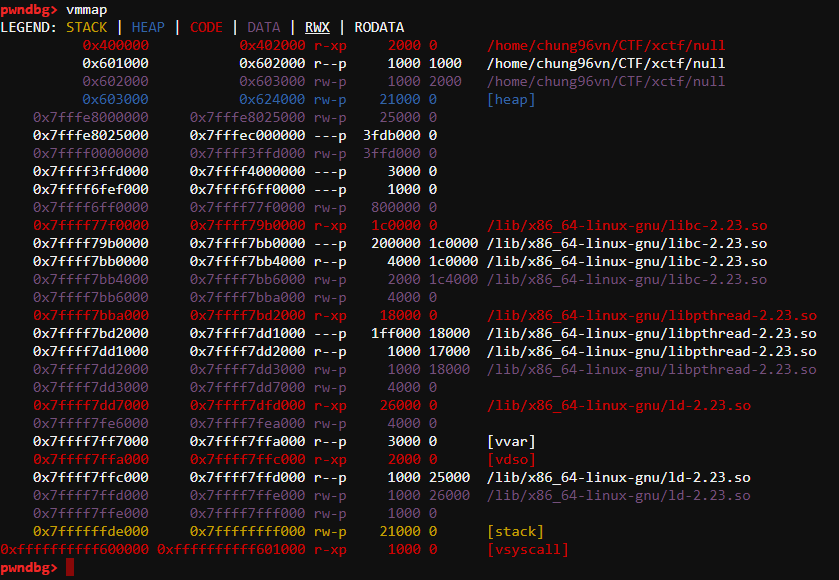 pwndbg> vmmap
LEGEND: STACK | HEAP | CODE | DATA | RWX | RODATA
0x400000 0x402000 r-xp 2000 0 /home/chung96vn/CTF/xctf/null
0x601000 0x602000 r--p 1000 1000 /home/chung96vn/CTF/xctf/null
0x602000 0x603000 rw-p 1000 2000 /home/chung96vn/CTF/xctf/null
0x603000 0x624000 rw-p 21000 0 [heap]
0x7fffe8000000 0x7fffe8025000 rw-p 25000 0
0x7fffe8025000 0x7fffec000000 ---p 3fdb000 0
0x7ffff0000000 0x7ffff3ffd000 rw-p 3ffd000 0
0x7ffff3ffd000 0x7ffff4000000 ---p 3000 0
0x7ffff6fef000 0x7ffff6ff0000 ---p 1000 0
0x7ffff6ff0000 0x7ffff77f0000 rw-p 800000 0
0x7ffff77f0000 0x7ffff79b0000 r-xp 1c0000 0 /lib/x86_64-linux-gnu/libc-2.23.so
0x7ffff79b0000 0x7ffff7bb0000 ---p 200000 1c0000 /lib/x86_64-linux-gnu/libc-2.23.so
0x7ffff7bb0000 0x7ffff7bb4000 r--p 4000 1c0000 /lib/x86_64-linux-gnu/libc-2.23.so
0x7ffff7bb4000 0x7ffff7bb6000 rw-p 2000 1c4000 /lib/x86_64-linux-gnu/libc-2.23.so
0x7ffff7bb6000 0x7ffff7bba000 rw-p 4000 0
0x7ffff7bba000 0x7ffff7bd2000 r-xp 18000 0 /lib/x86_64-linux-gnu/libpthread-2.23.so
0x7ffff7bd2000 0x7ffff7dd1000 ---p 1ff000 18000 /lib/x86_64-linux-gnu/libpthread-2.23.so
0x7ffff7dd1000 0x7ffff7dd2000 r--p 1000 17000 /lib/x86_64-linux-gnu/libpthread-2.23.so
0x7ffff7dd2000 0x7ffff7dd3000 rw-p 1000 18000 /lib/x86_64-linux-gnu/libpthread-2.23.so
0x7ffff7dd3000 0x7ffff7dd7000 rw-p 4000 0
0x7ffff7dd7000 0x7ffff7dfd000 r-xp 26000 0 /lib/x86_64-linux-gnu/ld-2.23.so
0x7ffff7fe6000 0x7ffff7fea000 rw-p 4000 0
0x7ffff7ff7000 0x7ffff7ffa000 r--p 3000 0 [vvar]
0x7ffff7ffa000 0x7ffff7ffc000 r-xp 2000 0 [vdso]
0x7ffff7ffc000 0x7ffff7ffd000 r--p 1000 25000 /lib/x86_64-linux-gnu/ld-2.23.so
0x7ffff7ffd000 0x7ffff7ffe000 rw-p 1000 26000 /lib/x86_64-linux-gnu/ld-2.23.so
0x7ffff7ffe000 0x7ffff7fff000 rw-p 1000 0
0x7ffffffde000 0x7ffffffff000 rw-p 21000 0 [stack]
0xffffffffff600000 0xffffffffff601000 r-xp 1000 0 [vsyscall]
pwndbg>